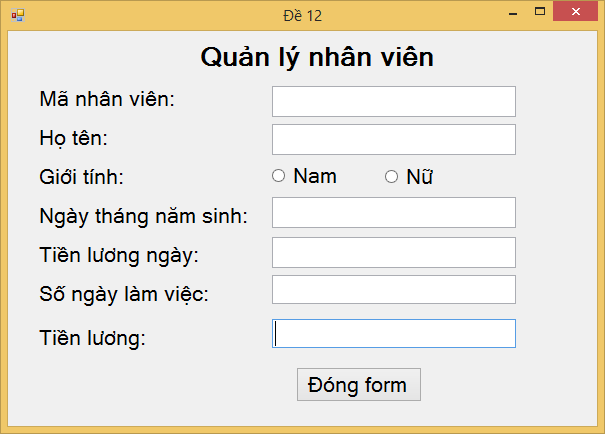 Đề 12
Quản lý nhân viên
Mã nhân viên:
Họ tên:
Giới tính: Nam Nữ
Ngày tháng năm sinh:
Tiền lương ngày:
Số ngày làm việc:
Tiền lương:
Đóng form